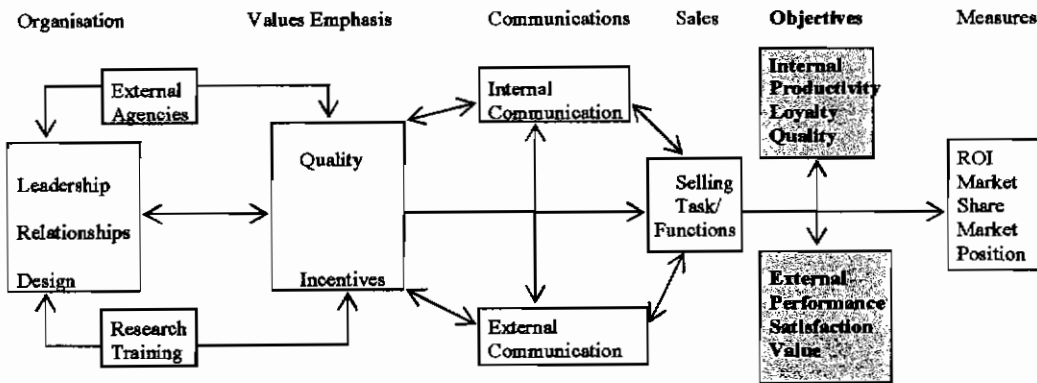 Organisation
Values Emphasis
Communications
Sales
Objectives
Measures
External
Agencies
Leadership
Relationships
Design
Research
Training
Quality
Incentives
Internal
Communication
External
Communication
Selling
Task/
Functions
Internal
Productivity
Loyalty
Quality
External-
Performance
Satisfaction
Value
ROI
Market
Share
Market
Position